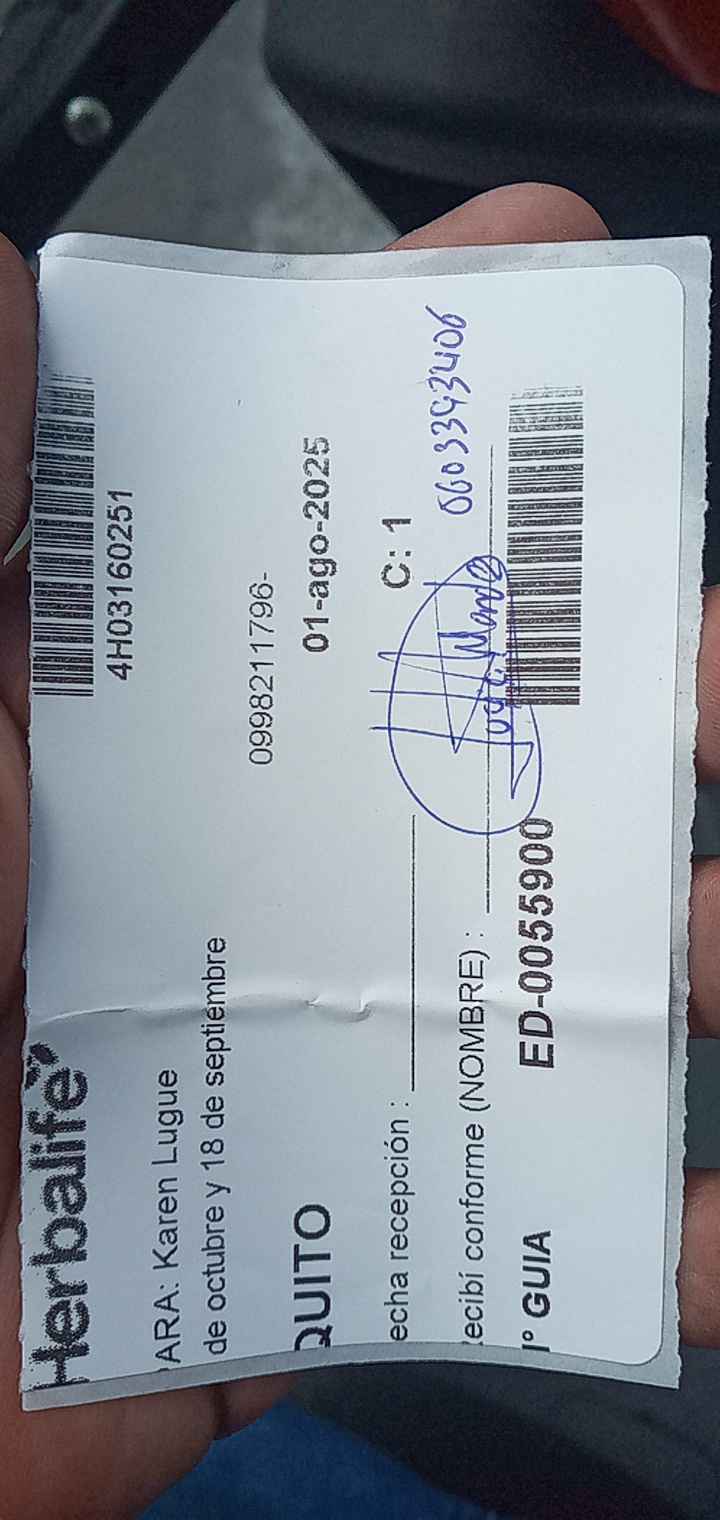 Herbalife
4H03160251
ARA: Karen Lugue
de octubre y 18 de septiembre
0998211796-
QUITO
01-ago-2025
echa recepción :
C: 1
ecibí conforme (NOMBRE) :
0603393406
° GUIA
ED-0055900